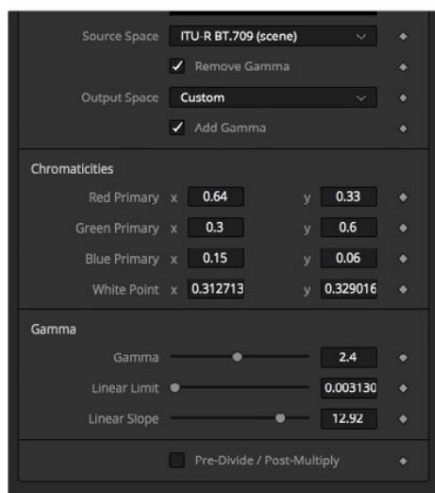 Source Space ITU-R BT.709 (scene)
Remove Gamma
Output Space Custom
Add Gamma
Chromaticities
Red Primary x 0.64 y 0.33
Green Primary x 0.3 y 0.6
Blue Primary x 0.15 y 0.06
White Point x 0.312713 y 0.329016
Gamma
Gamma 2.4
Linear Limit 0.003130
Linear Slope 12.92
Pre-Divide / Post-Multiply